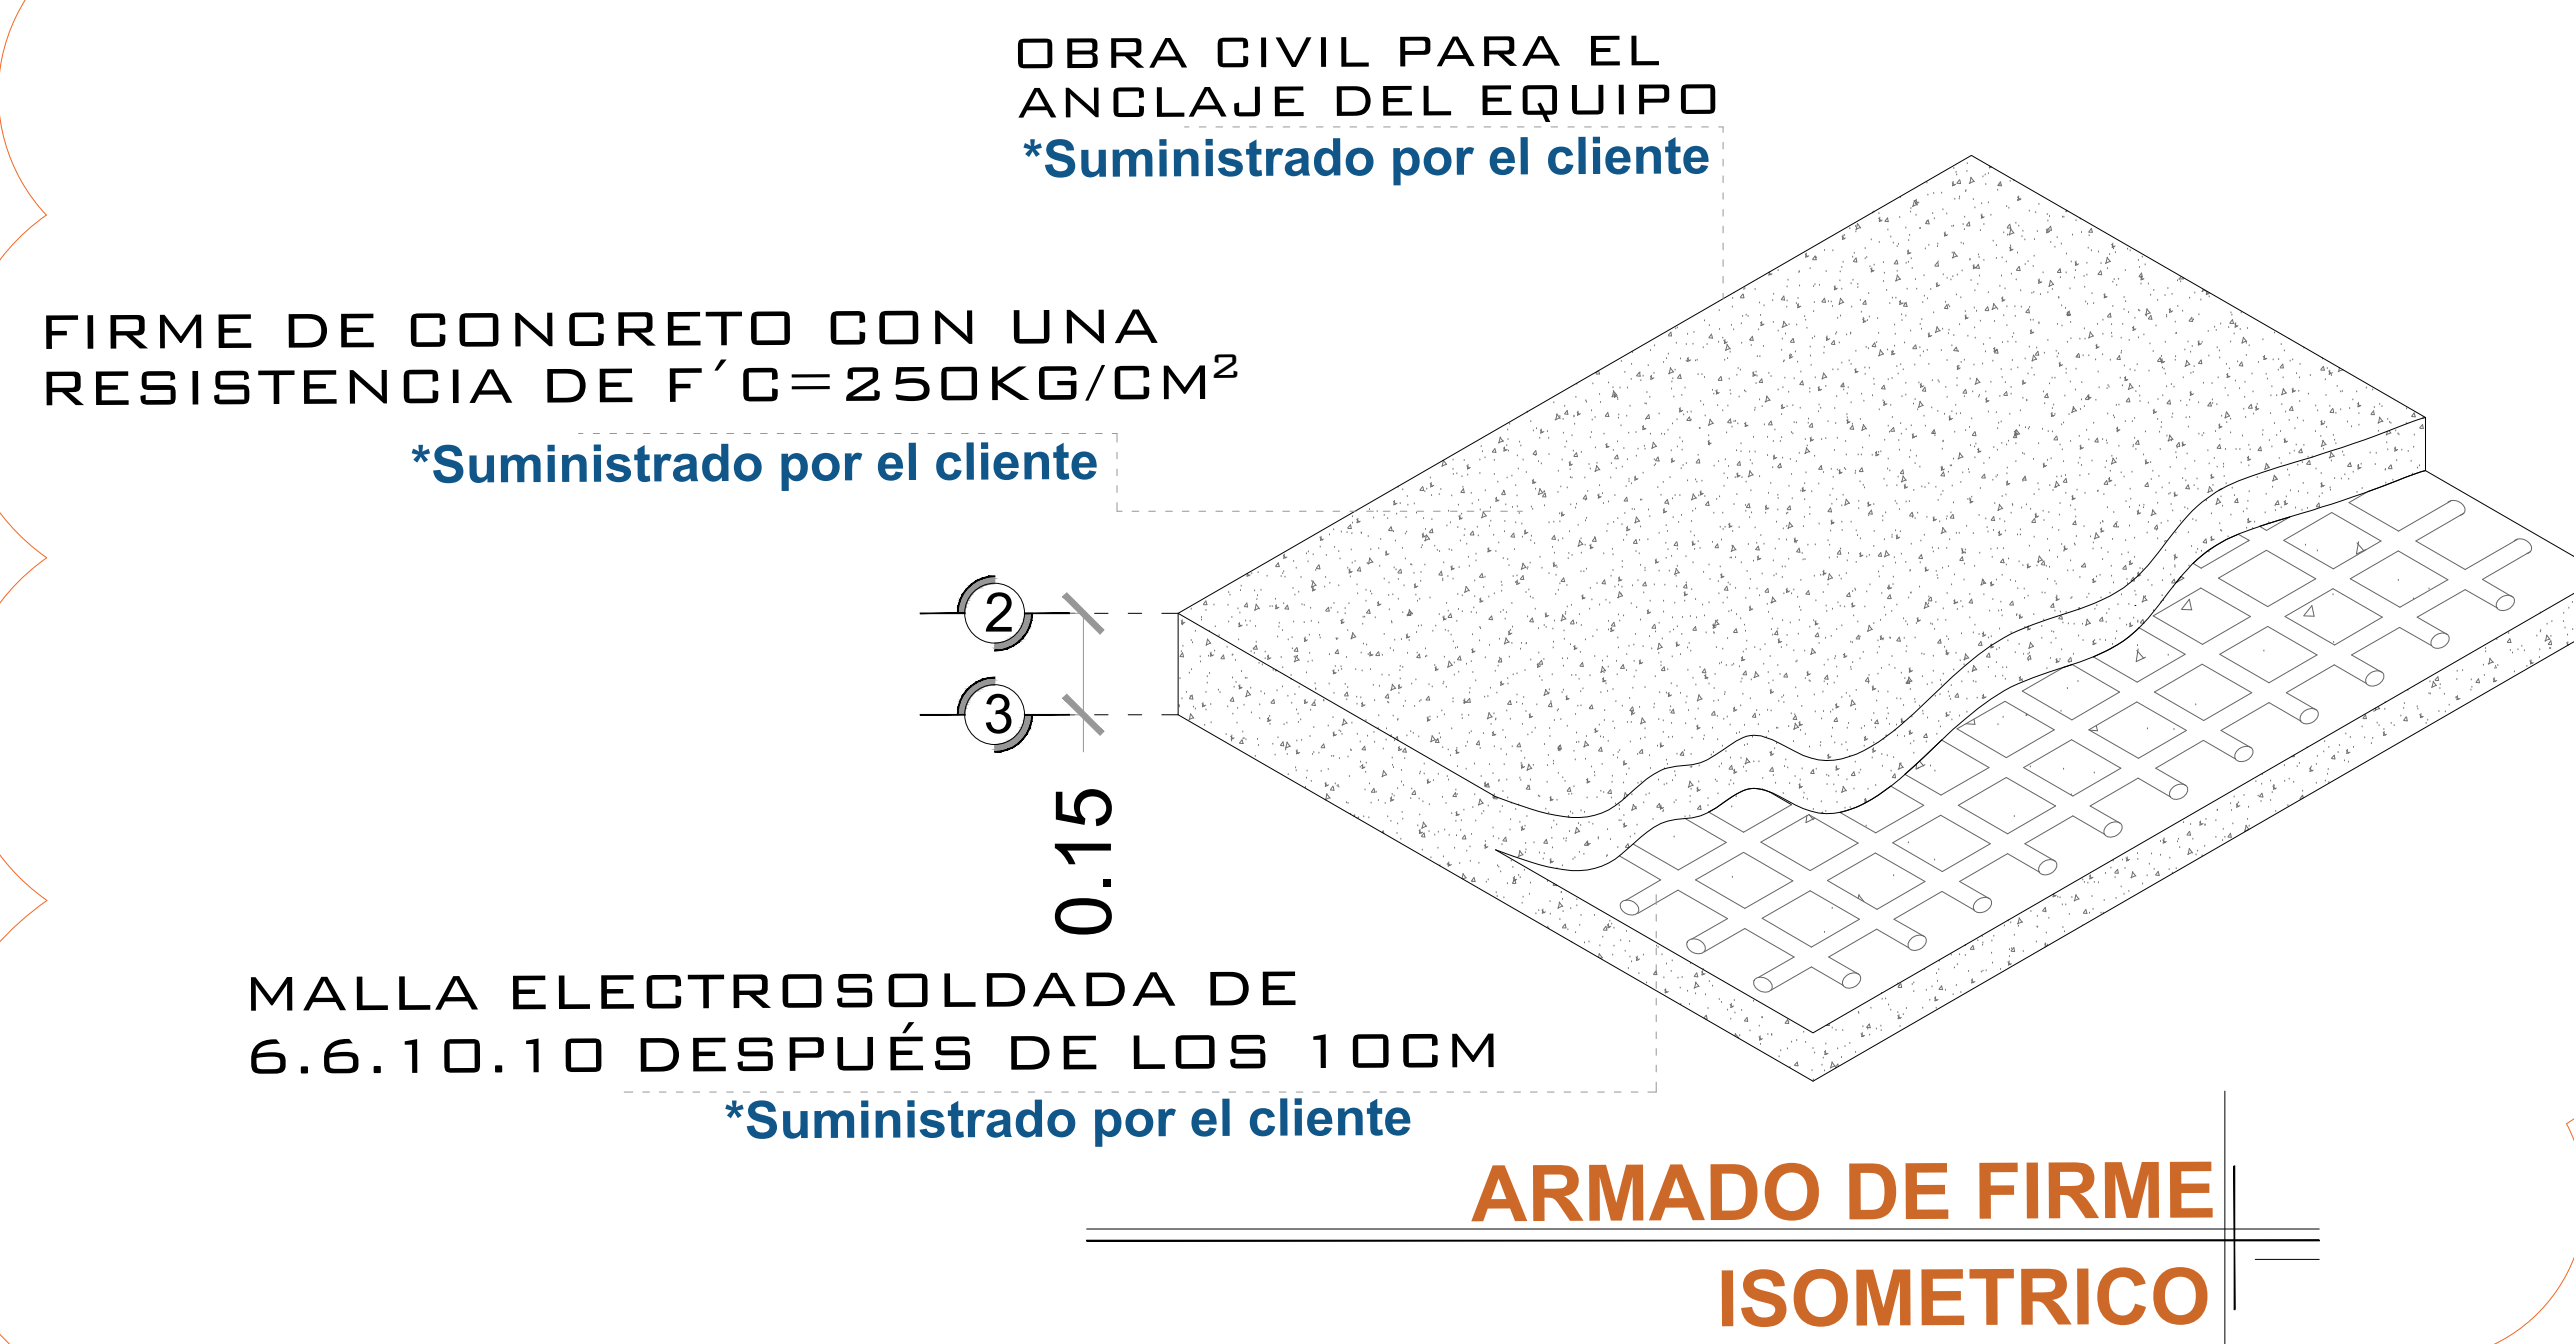 OBRA CIVIL PARA EL
ANCLAJE DEL EQUIPO
*Suministrado por el cliente
FIRME DE CONCRETO CON UNA
RESISTENCIA DE F´C=250KG/CM²
*Suministrado por el cliente
2
3
0.15
MALLA ELECTROSOLDADA DE
6.6.10.10 DESPUÉS DE LOS 10CM
*Suministrado por el cliente
ARMADO DE FIRME
ISOMETRICO